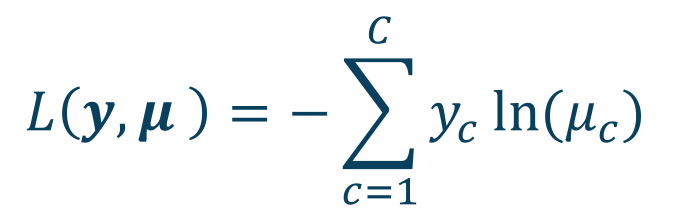 L(y, μ) = − ∑_{c=1}^{C} y_c ln(μ_c)